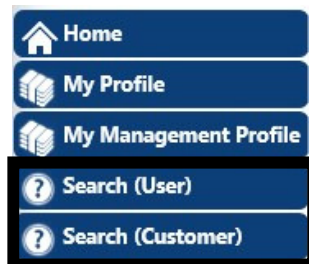 Home
My Profile
My Management Profile
Search (User)
Search (Customer)